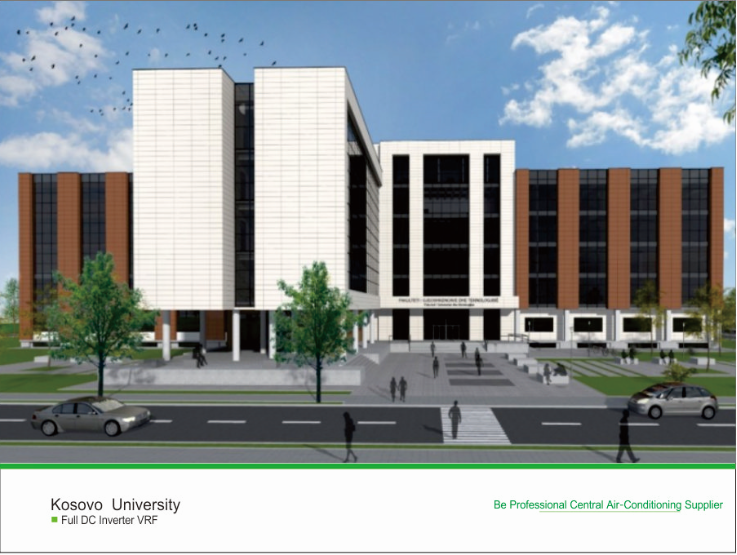 Kosovo University
Full DC Inverter VRF
Be Professional Central Air-Conditioning Supplier